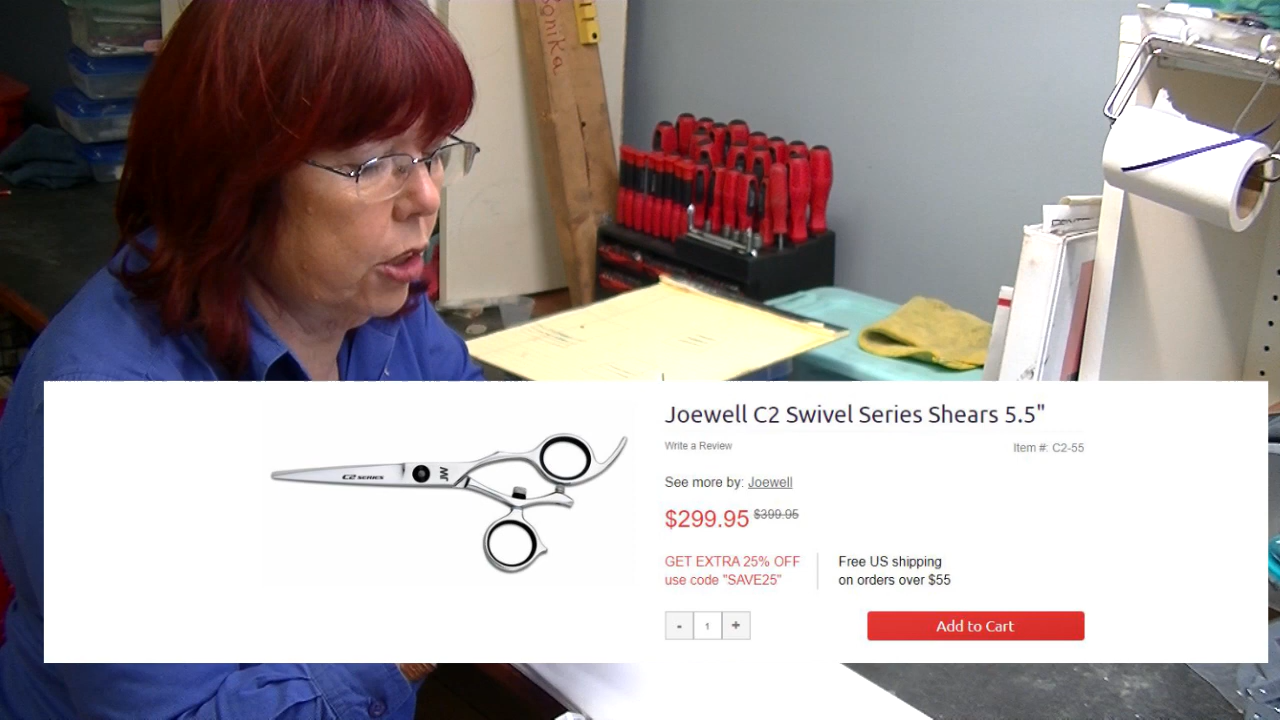 onika
C2 SERIES
JW
Joewell C2 Swivel Series Shears 5.5"
Write a Review
Item #: C2-55
See more by: Joewell
$299.95 $399.95
GET EXTRA 25% OFF
use code "SAVE25"
Free US shipping
on orders over $55
- 1 +
Add to Cart